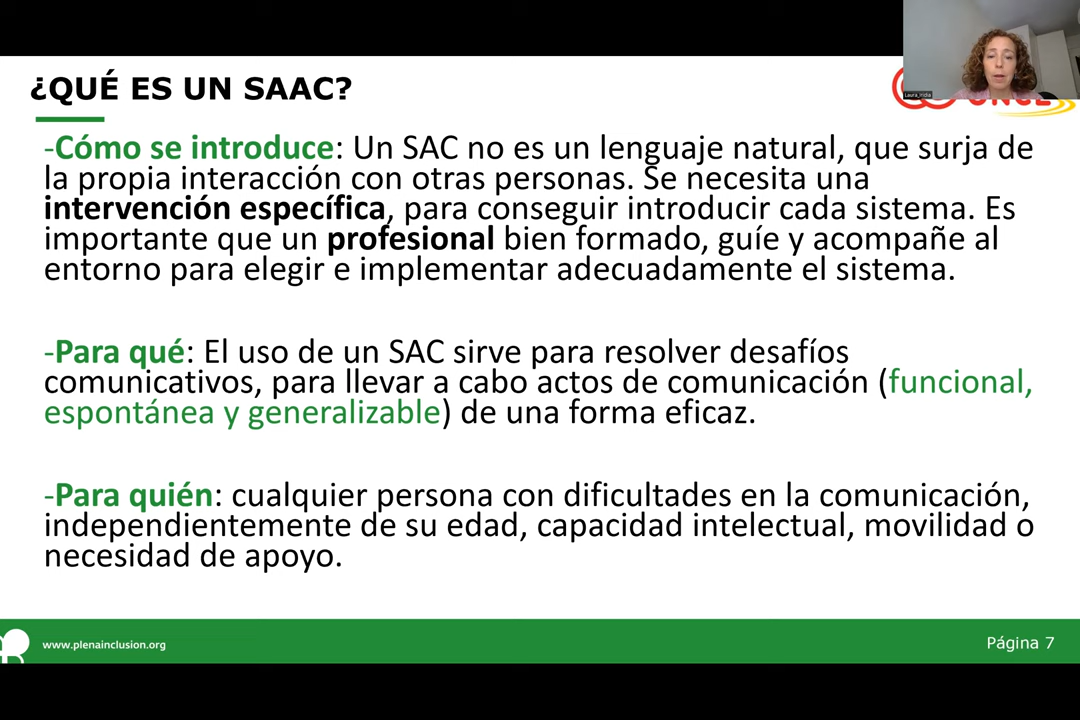 ¿QUÉ ES UN SAAC?
-Cómo se introduce: Un SAC no es un lenguaje natural, que surja de
la propia interacción con otras personas. Se necesita una
intervención específica, para conseguir introducir cada sistema. Es
importante que un profesional bien formado, guíe y acompañe al
entorno para elegir e implementar adecuadamente el sistema.
-Para qué: El uso de un SAC sirve para resolver desafíos
comunicativos, para llevar a cabo actos de comunicación (funcional,
espontánea y generalizable) de una forma eficaz.
-Para quién: cualquier persona con dificultades en la comunicación,
independientemente de su edad, capacidad intelectual, movilidad o
necesidad de apoyo.
www.plenainclusion.org
Página 7